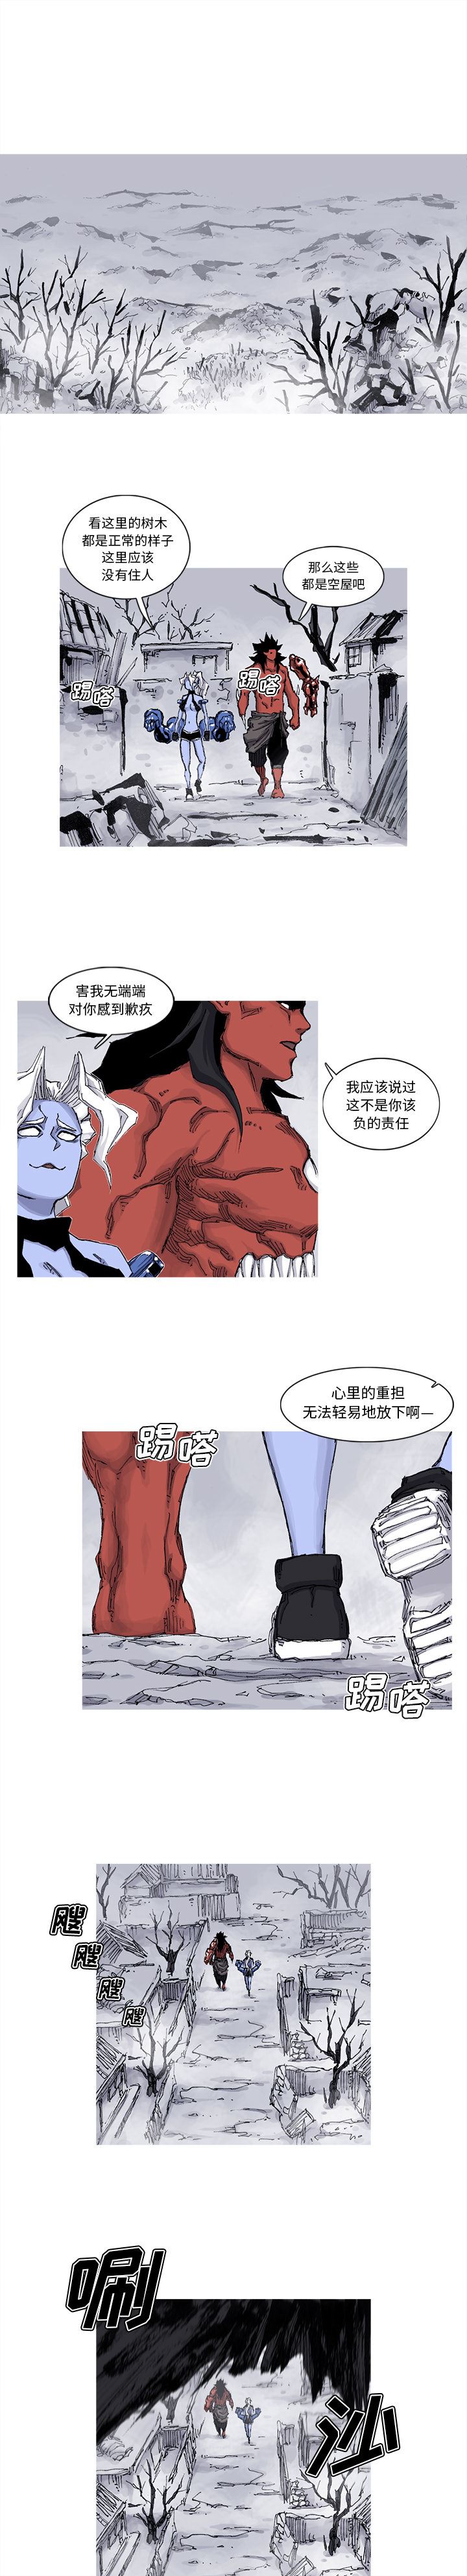 看这里的树木
都是正常的样子
这里应该
没有住人
那么这些
都是空屋吧
踢嗒
踢嗒
害我无端端
对你感到歉疚
我应该说过
这不是你该
负的责任
心里的重担
无法轻易地放下啊—
踢嗒
踢嗒
飕
飕
飕
飕
唰
沙